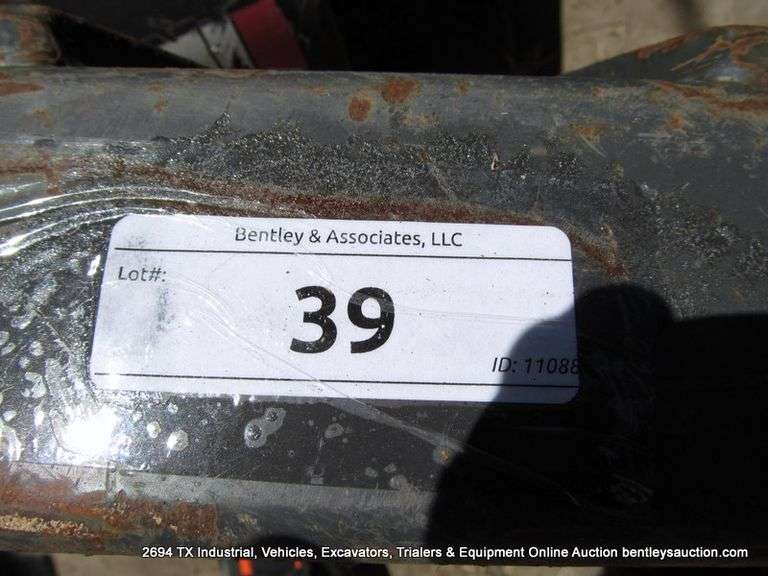 Bentley & Associates, LLC
Lot#:
39
ID: 11088
2694 TX Industrial, Vehicles, Excavators, Trialers & Equipment Online Auction bentleysauction.com